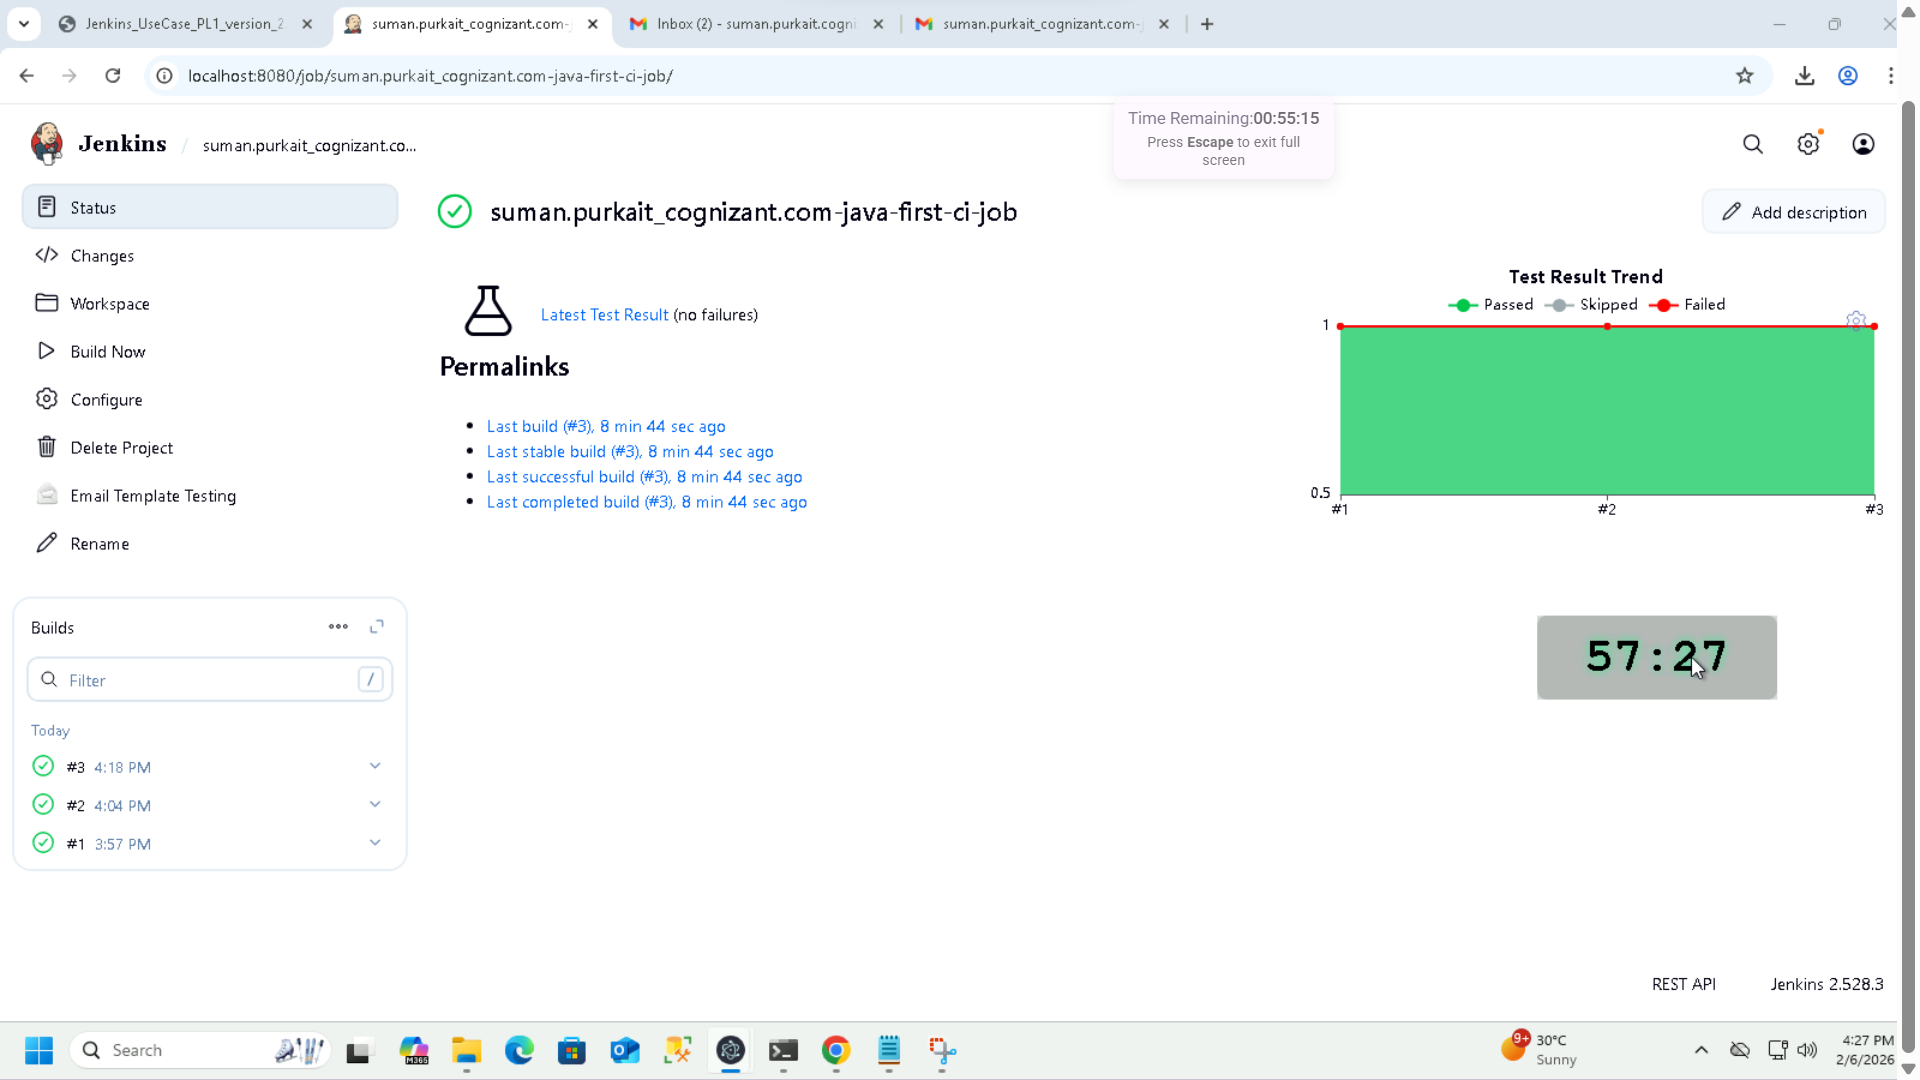 Jenkins_UseCase_PL1_version_2
suman.purkait_cognizant.com-
Inbox (2) - suman.purkait.cogni
suman.purkait_cognizant.com-
localhost:8080/job/suman.purkait_cognizant.com-java-first-ci-job/
Time Remaining:00:55:15
Press Escape to exit full
screen
Jenkins / suman.purkait_cognizant.co...
Status
Changes
Workspace
Build Now
Configure
Delete Project
Email Template Testing
Rename
suman.purkait_cognizant.com-java-first-ci-job
Add description
Latest Test Result (no failures)
Permalinks
Last build (#3), 8 min 44 sec ago
Last stable build (#3), 8 min 44 sec ago
Last successful build (#3), 8 min 44 sec ago
Last completed build (#3), 8 min 44 sec ago
Test Result Trend
Passed Skipped Failed
1
0.5
#1 #2 #3
57:27
Builds
Filter /
Today
#3 4:18 PM
#2 4:04 PM
#1 3:57 PM
REST API Jenkins 2.528.3
Search
M365
9+
30°C
Sunny
4:27 PM
2/6/2026